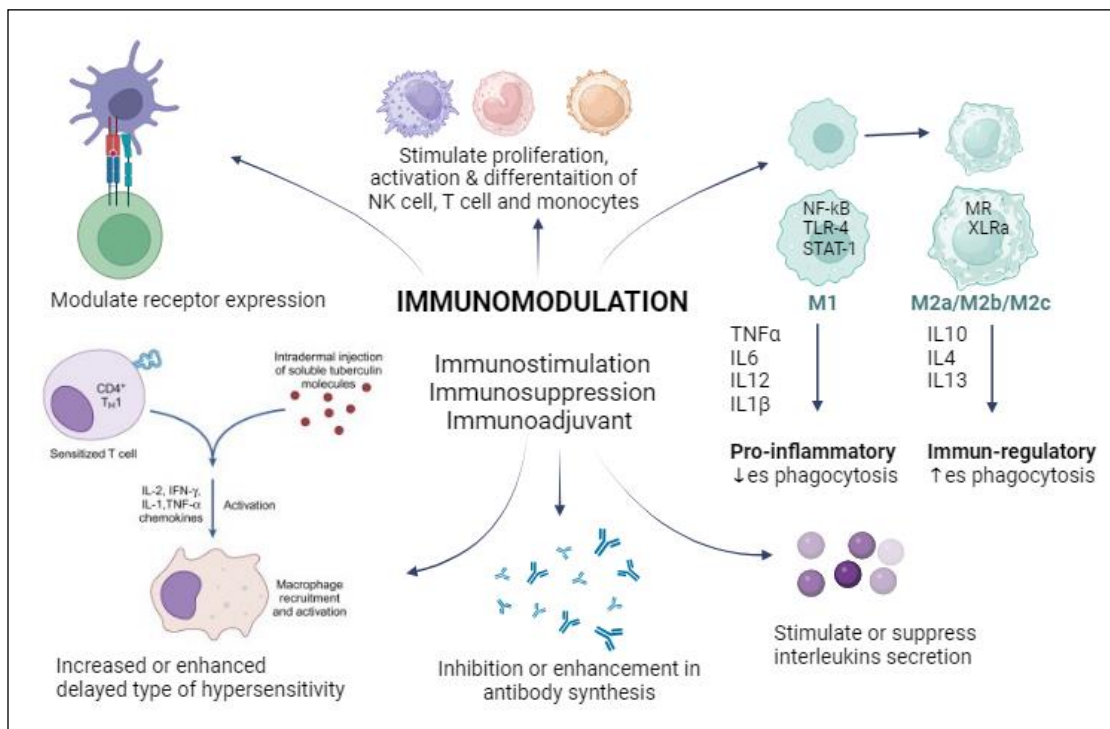 Stimulate proliferation,
activation & differentaition of
NK cell, T cell and monocytes
NF-kB
TLR-4
STAT-1
MR
XLRa
Modulate receptor expression
IMMUNOMODULATION
M1
M2a/M2b/M2c
TNFα
IL6
IL12
IL1β
IL10
IL4
IL13
Immunostimulation
Immunosuppression
Immunoadjuvant
CD4+
TH1
Sensitized T cell
Intradermal injection
of soluble tuberculin
molecules
Pro-inflammatory
↓es phagocytosis
Immun-regulatory
↑es phagocytosis
IL-2, IFN-γ,
IL-1,TNF-α
chemokines
Activation
Macrophage
recruitment
and activation
Increased or enhanced
delayed type of hypersensitivity
Inhibition or enhancement in
antibody synthesis
Stimulate or suppress
interleukins secretion